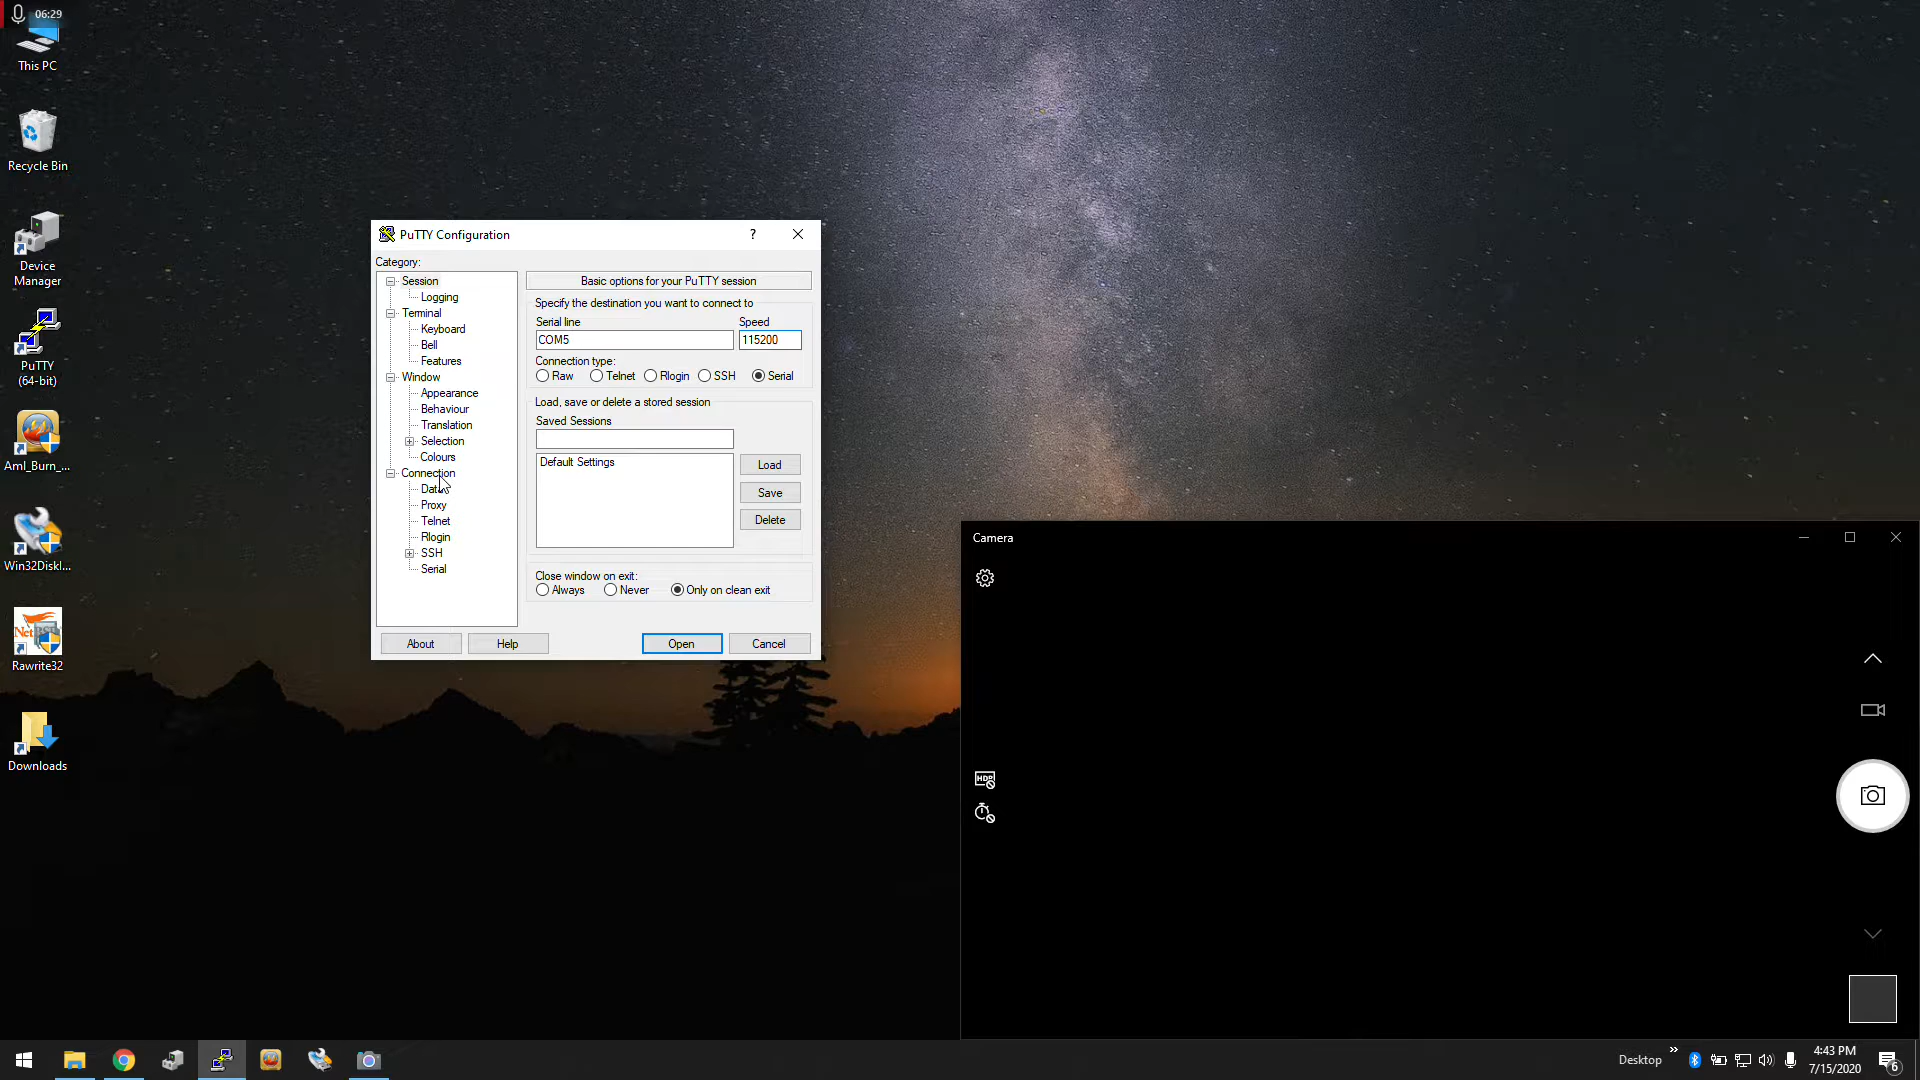 06:29
This PC
Recycle Bin
Device
Manager
PuTTY
(64-bit)
Aml_Burn_...
Win32DiskI...
Rawrite32
Downloads
PuTTY Configuration
?
Category:
Session
Logging
Terminal
Keyboard
Bell
Features
Window
Appearance
Behaviour
Translation
Selection
Colours
Connection
Data
Proxy
Telnet
Rlogin
SSH
Serial
Basic options for your PuTTY session
Specify the destination you want to connect to
Serial line Speed
COM5 115200
Connection type:
Raw Telnet Rlogin SSH Serial
Load, save or delete a stored session
Saved Sessions
Default Settings
Load
Save
Delete
Close window on exit:
Always Never Only on clean exit
About Help Open Cancel
Camera
HDR
Desktop
4:43 PM
7/15/2020
6